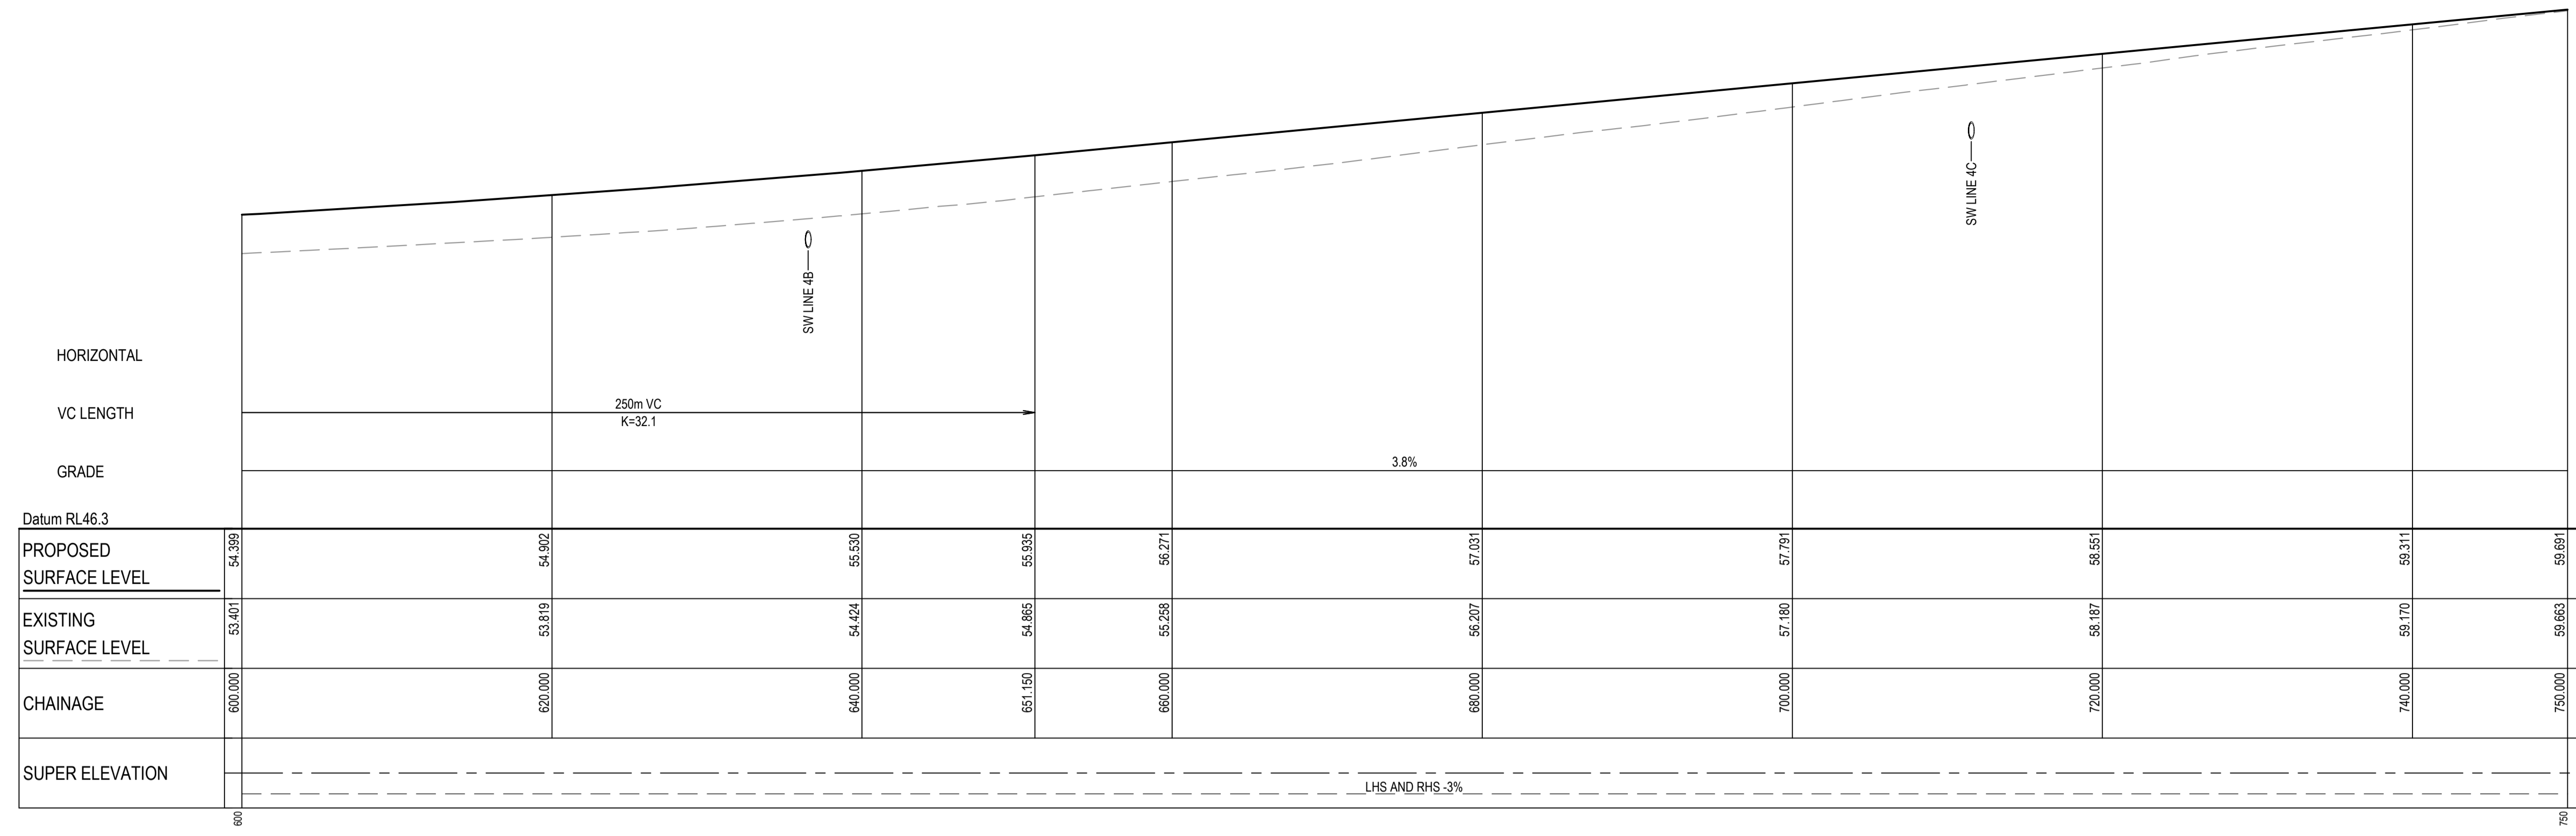 SW LINE 4B
SW LINE 4C
HORIZONTAL
VC LENGTH
250m VC
K=32.1
GRADE
3.8%
Datum RL46.3
PROPOSED
SURFACE LEVEL
54.399
54.902
55.530
55.935
56.271
57.031
57.791
58.551
59.311
59.691
EXISTING
SURFACE LEVEL
53.401
53.819
54.424
54.865
55.258
56.207
57.180
58.187
59.170
59.663
CHAINAGE
600.000
620.000
640.000
651.150
660.000
680.000
700.000
720.000
740.000
750.000
SUPER ELEVATION
LHS AND RHS -3%
600
750